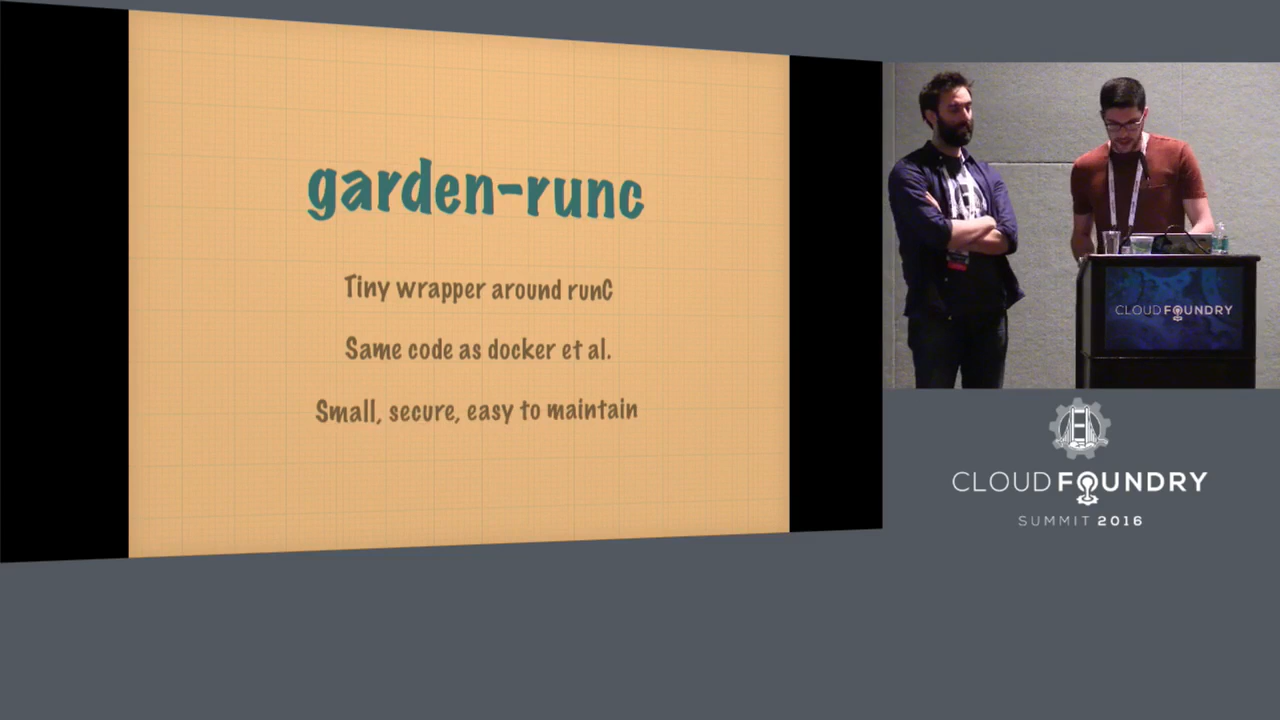 garden-runc
Tiny wrapper around runC
Same code as docker et al.
Small, secure, easy to maintain
CLOUD FOUNDRY
CLOUD FOUNDRY
SUMMIT 2016